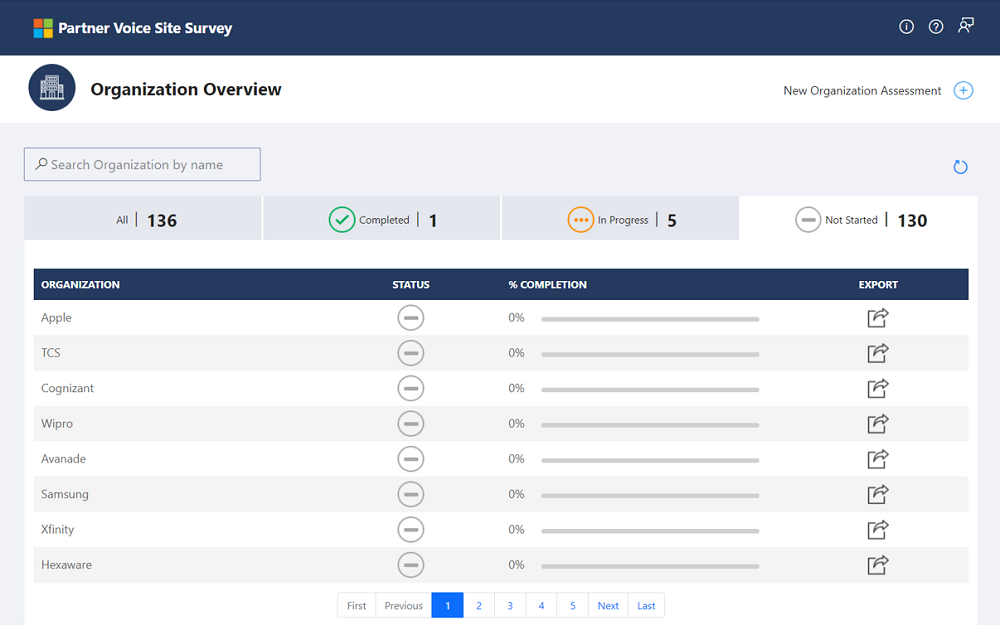 Partner Voice Site Survey
Organization Overview
New Organization Assessment
Search Organization by name
All | 136
Completed | 1
In Progress | 5
Not Started | 130
ORGANIZATION STATUS % COMPLETION EXPORT
Apple 0%
TCS 0%
Cognizant 0%
Wipro 0%
Avanade 0%
Samsung 0%
Xfinity 0%
Hexaware 0%
First Previous 1 2 3 4 5 Next Last